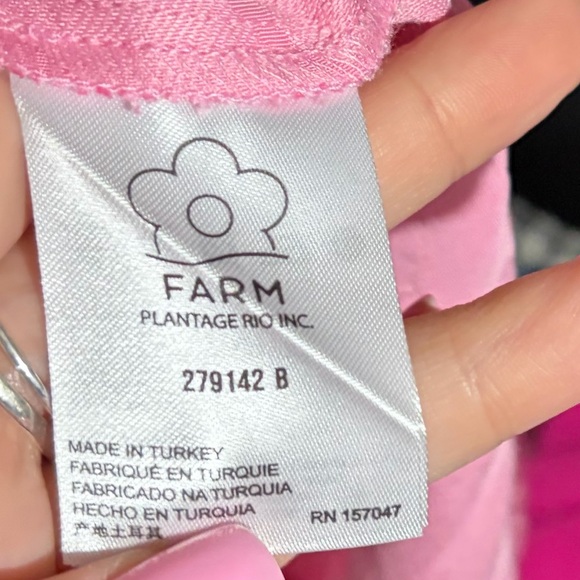 FARM
PLANTAGE RIO INC.
279142 B
MADE IN TURKEY
FABRIQUÉ EN TURQUIE
FABRICADO NA TURQUIA
HECHO EN TURQUIA
产地土耳其
RN 157047